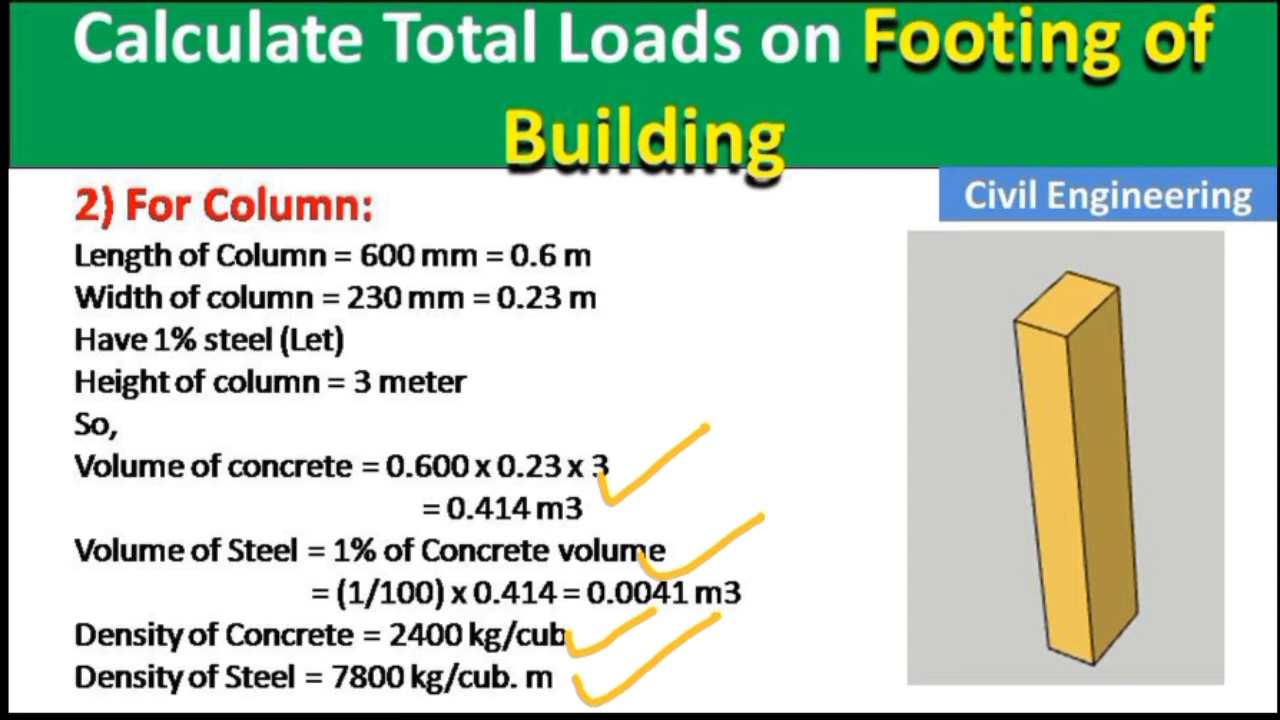 Calculate Total Loads on Footing of
Building
Civil Engineering
2) For Column:
Length of Column = 600 mm = 0.6 m
Width of column = 230 mm = 0.23 m
Have 1% steel (Let)
Height of column = 3 meter
So,
Volume of concrete = 0.600 x 0.23 x 3
= 0.414 m3
Volume of Steel = 1% of Concrete volume
= (1/100) x 0.414 = 0.0041 m3
Density of Concrete = 2400 kg/cub
Density of Steel = 7800 kg/cub. m